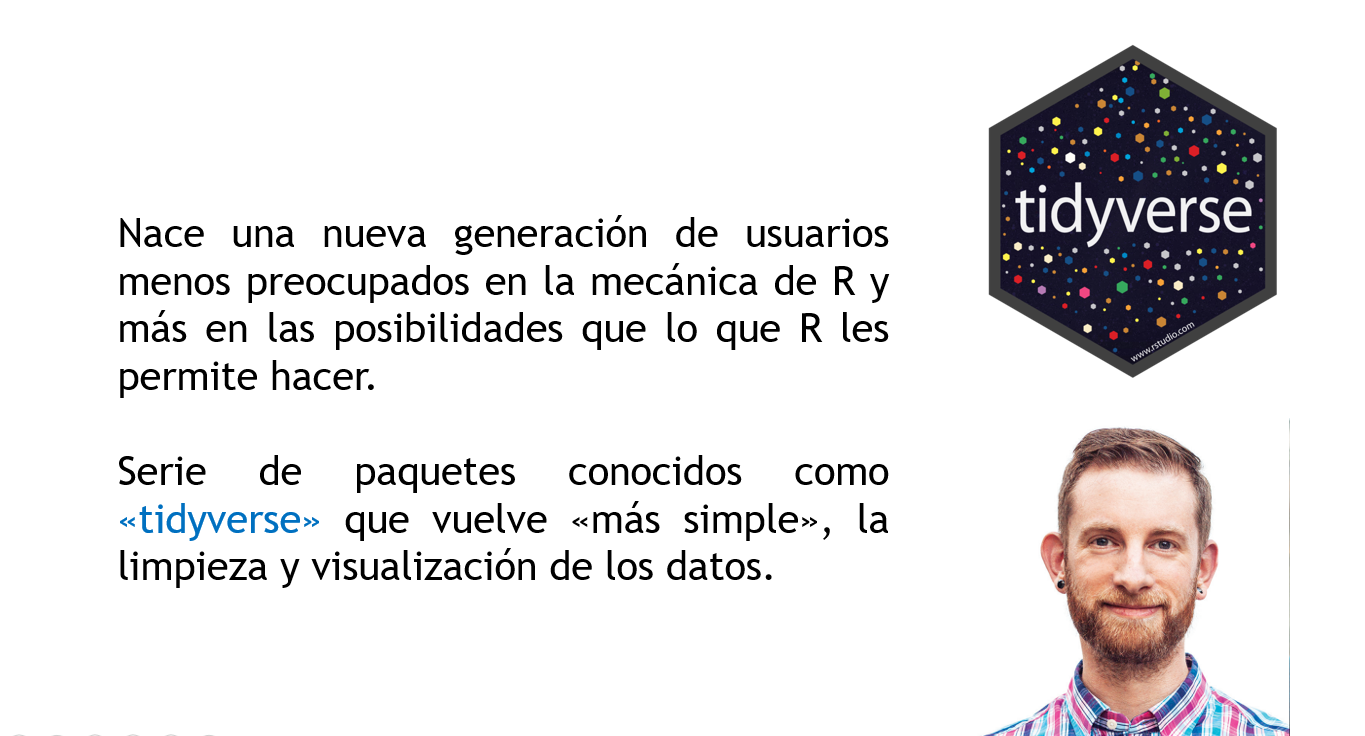 Nace una nueva generación de usuarios
menos preocupados en la mecánica de R y
más en las posibilidades que lo que R les
permite hacer.
Serie de paquetes conocidos como
«tidyverse» que vuelve «más simple», la
limpieza y visualización de los datos.
tidyverse
www.rstudio.com